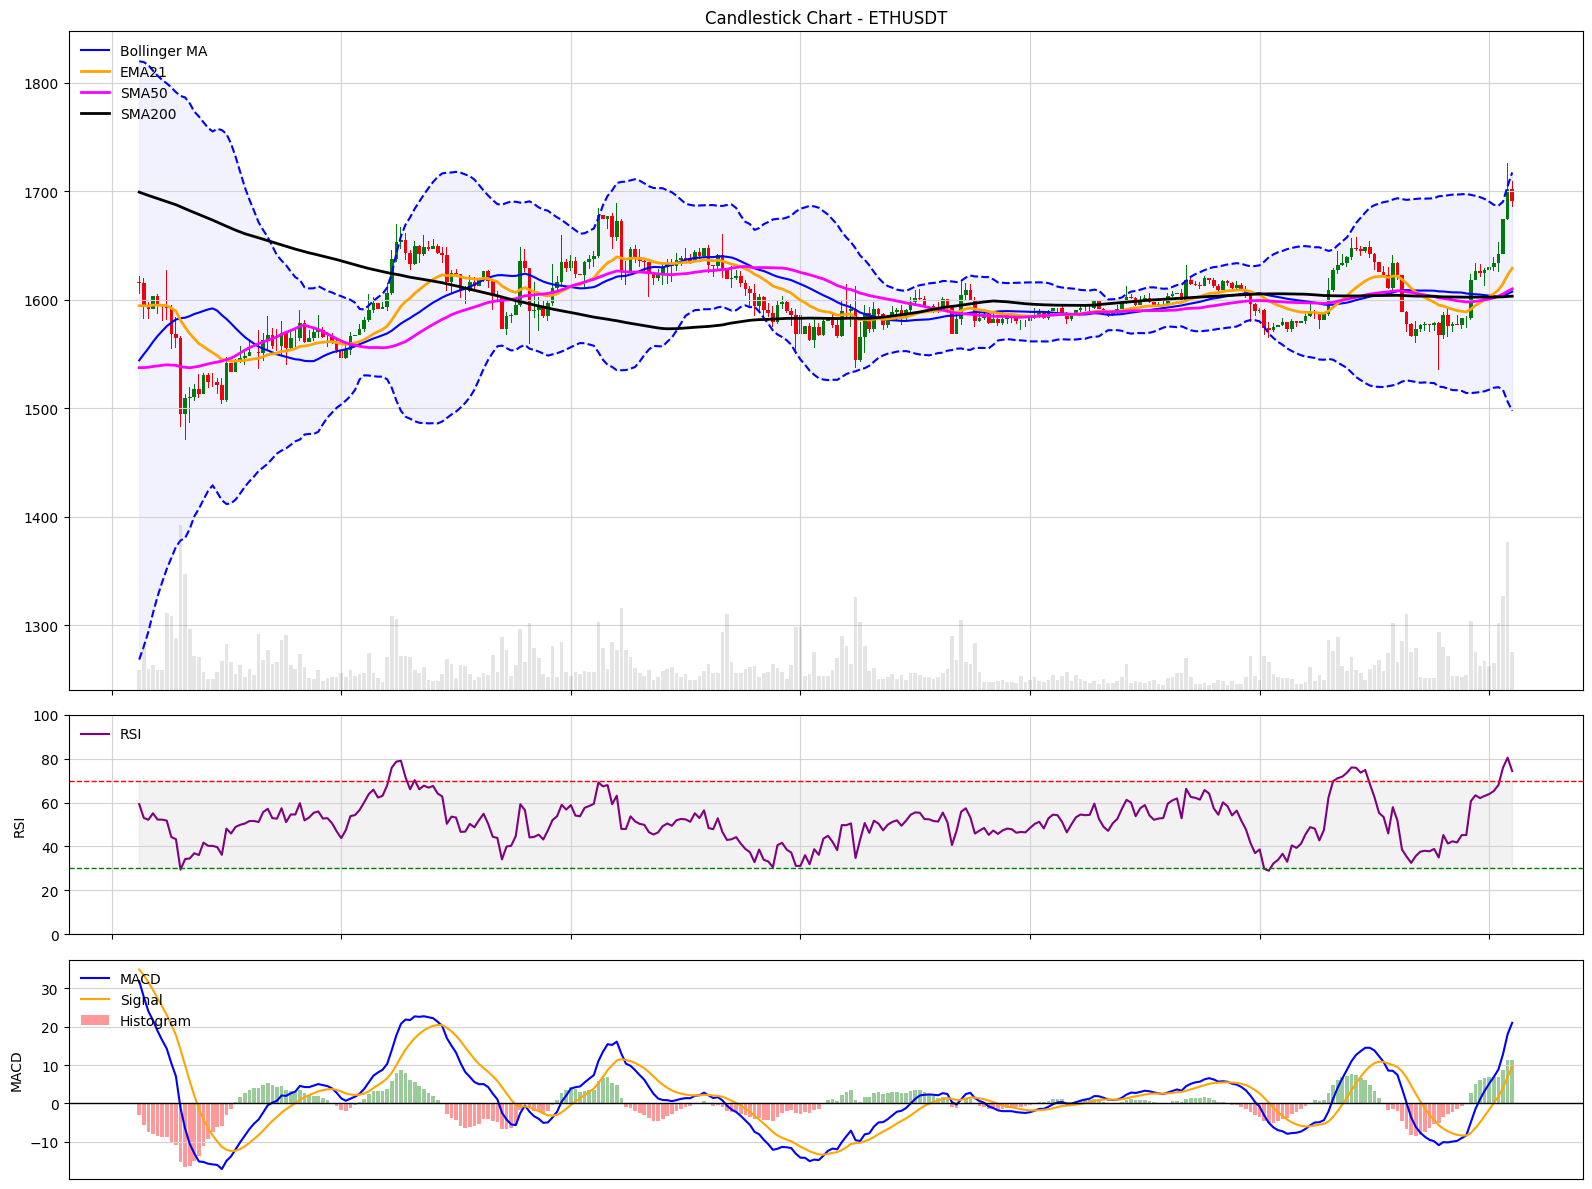 Candlestick Chart - ETHUSDT
Bollinger MA
EMA21
SMA50
SMA200
1800
1700
1600
1500
1400
1300
RSI
100
80
60
40
20
0
RSI
MACD
Signal
Histogram
30
20
10
0
−10
MACD